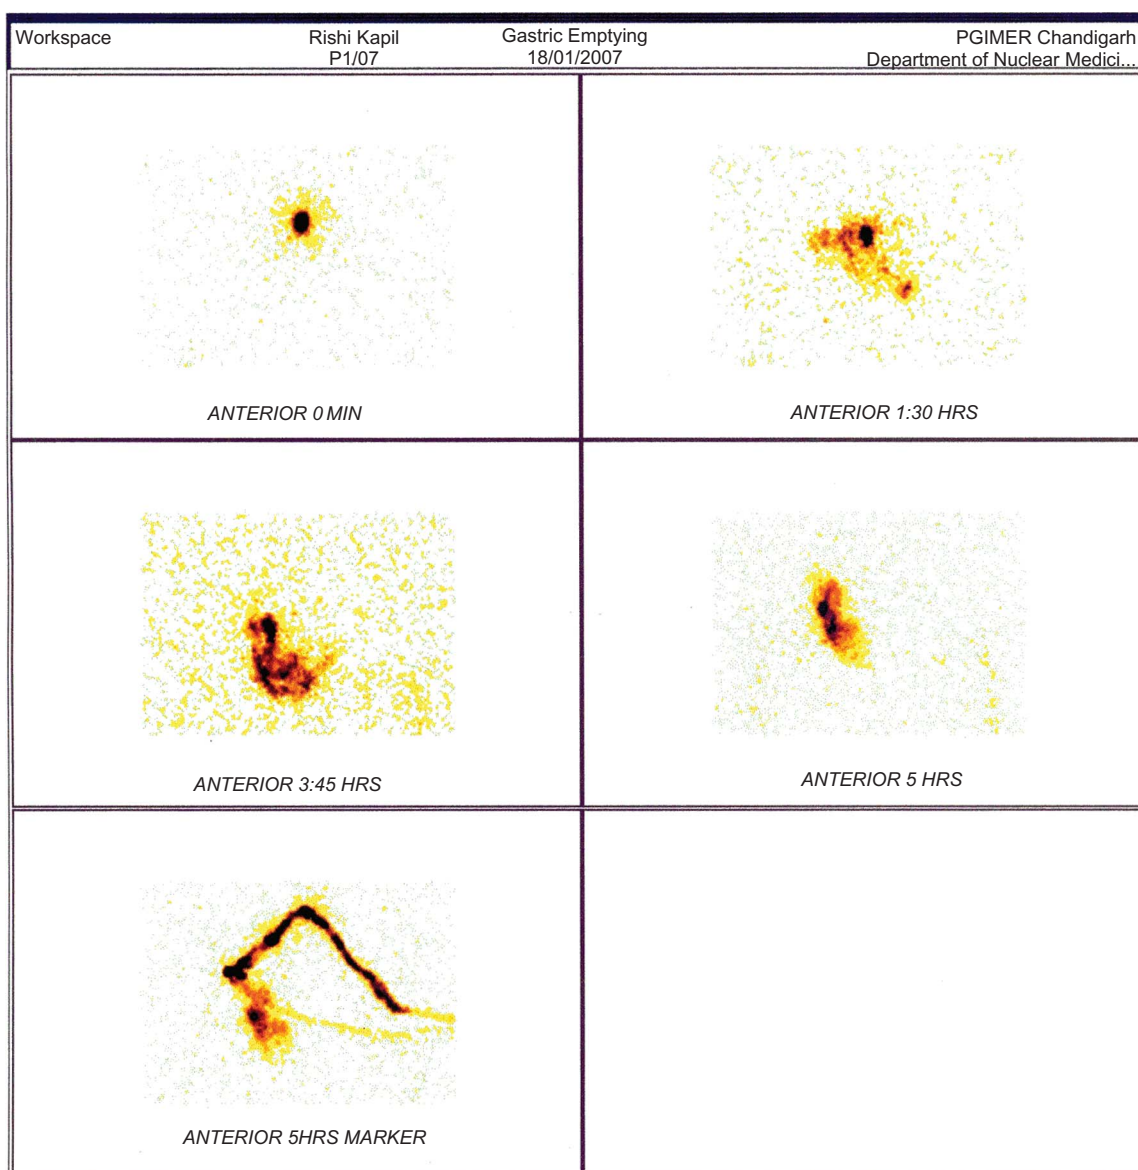 Workspace
Rishi Kapil
P1/07
Gastric Emptying
18/01/2007
PGIMER Chandigarh
Department of Nuclear Medici...
ANTERIOR 0 MIN
ANTERIOR 1:30 HRS
ANTERIOR 3:45 HRS
ANTERIOR 5 HRS
ANTERIOR 5HRS MARKER